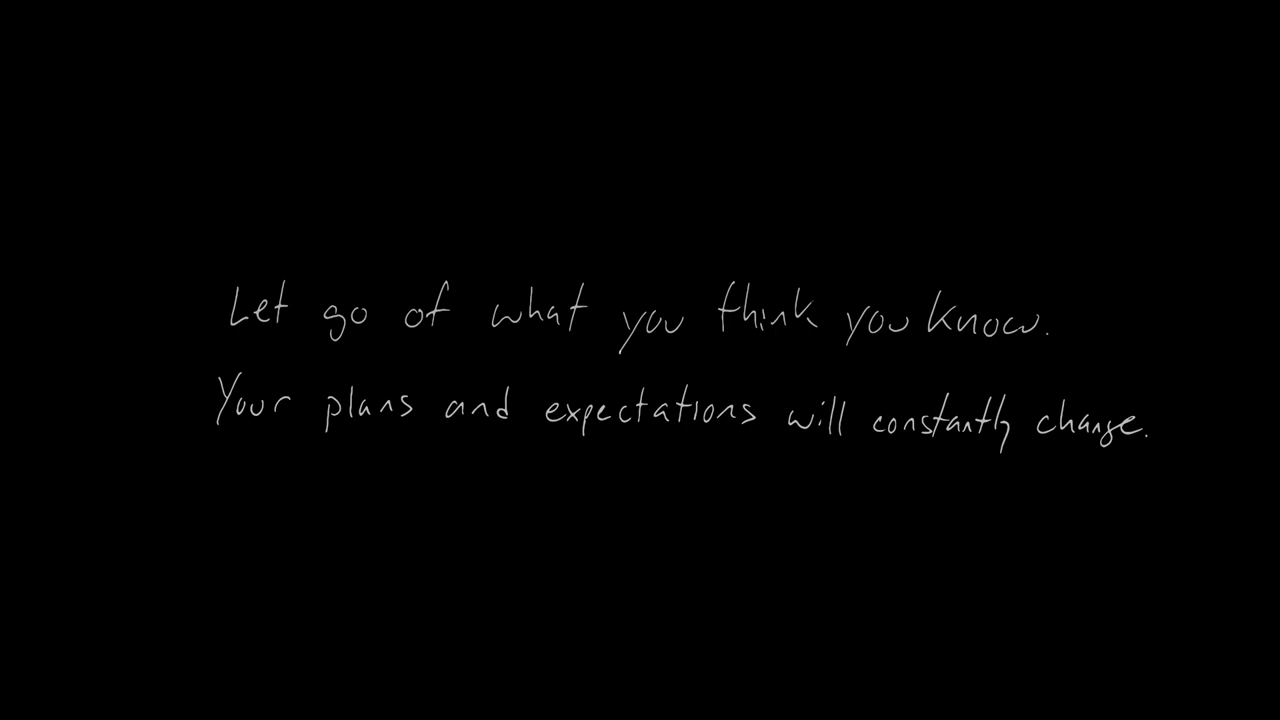 Let go of what you think you know.
Your plans and expectations will constantly change.